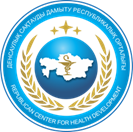 ДЕНСАУЛЫҚ САҚТАУДЫ ДАМЫТУ РЕСПУБЛИКАЛЫҚ ОРТАЛЫҒЫ
REPUBLICAN CENTER FOR HEALTH DEVELOPMENT